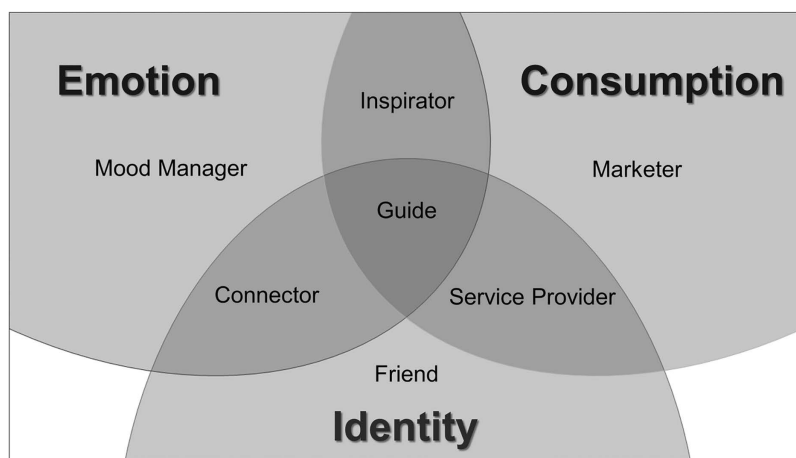 Inspirator
Emotion
Consumption
Mood Manager
Marketer
Guide
Connector
Service Provider
Friend
Identity